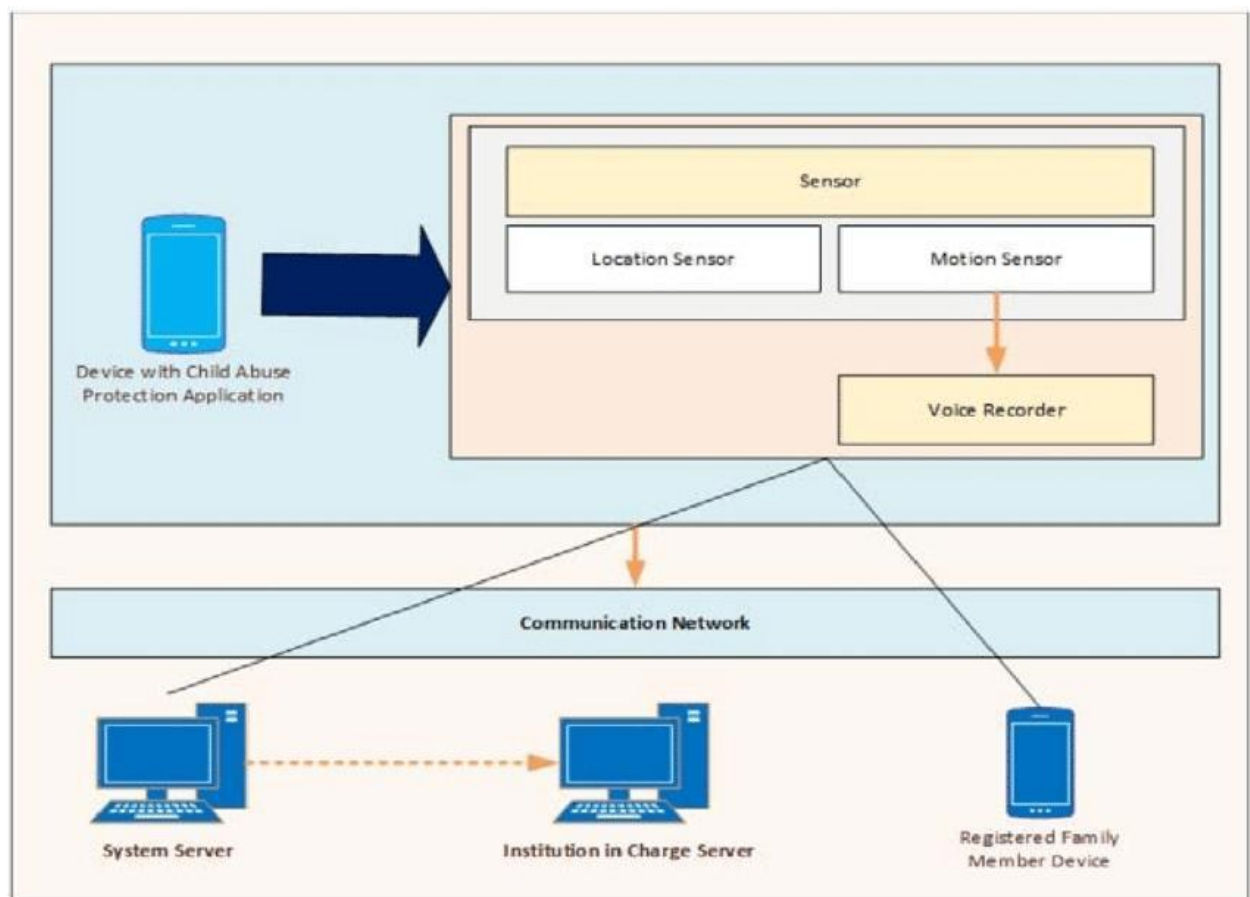 Sensor
Location Sensor
Motion Sensor
Device with Child Abuse
Protection Application
Voice Recorder
Communication Network
System Server
Institution in Charge Server
Registered Family
Member Device